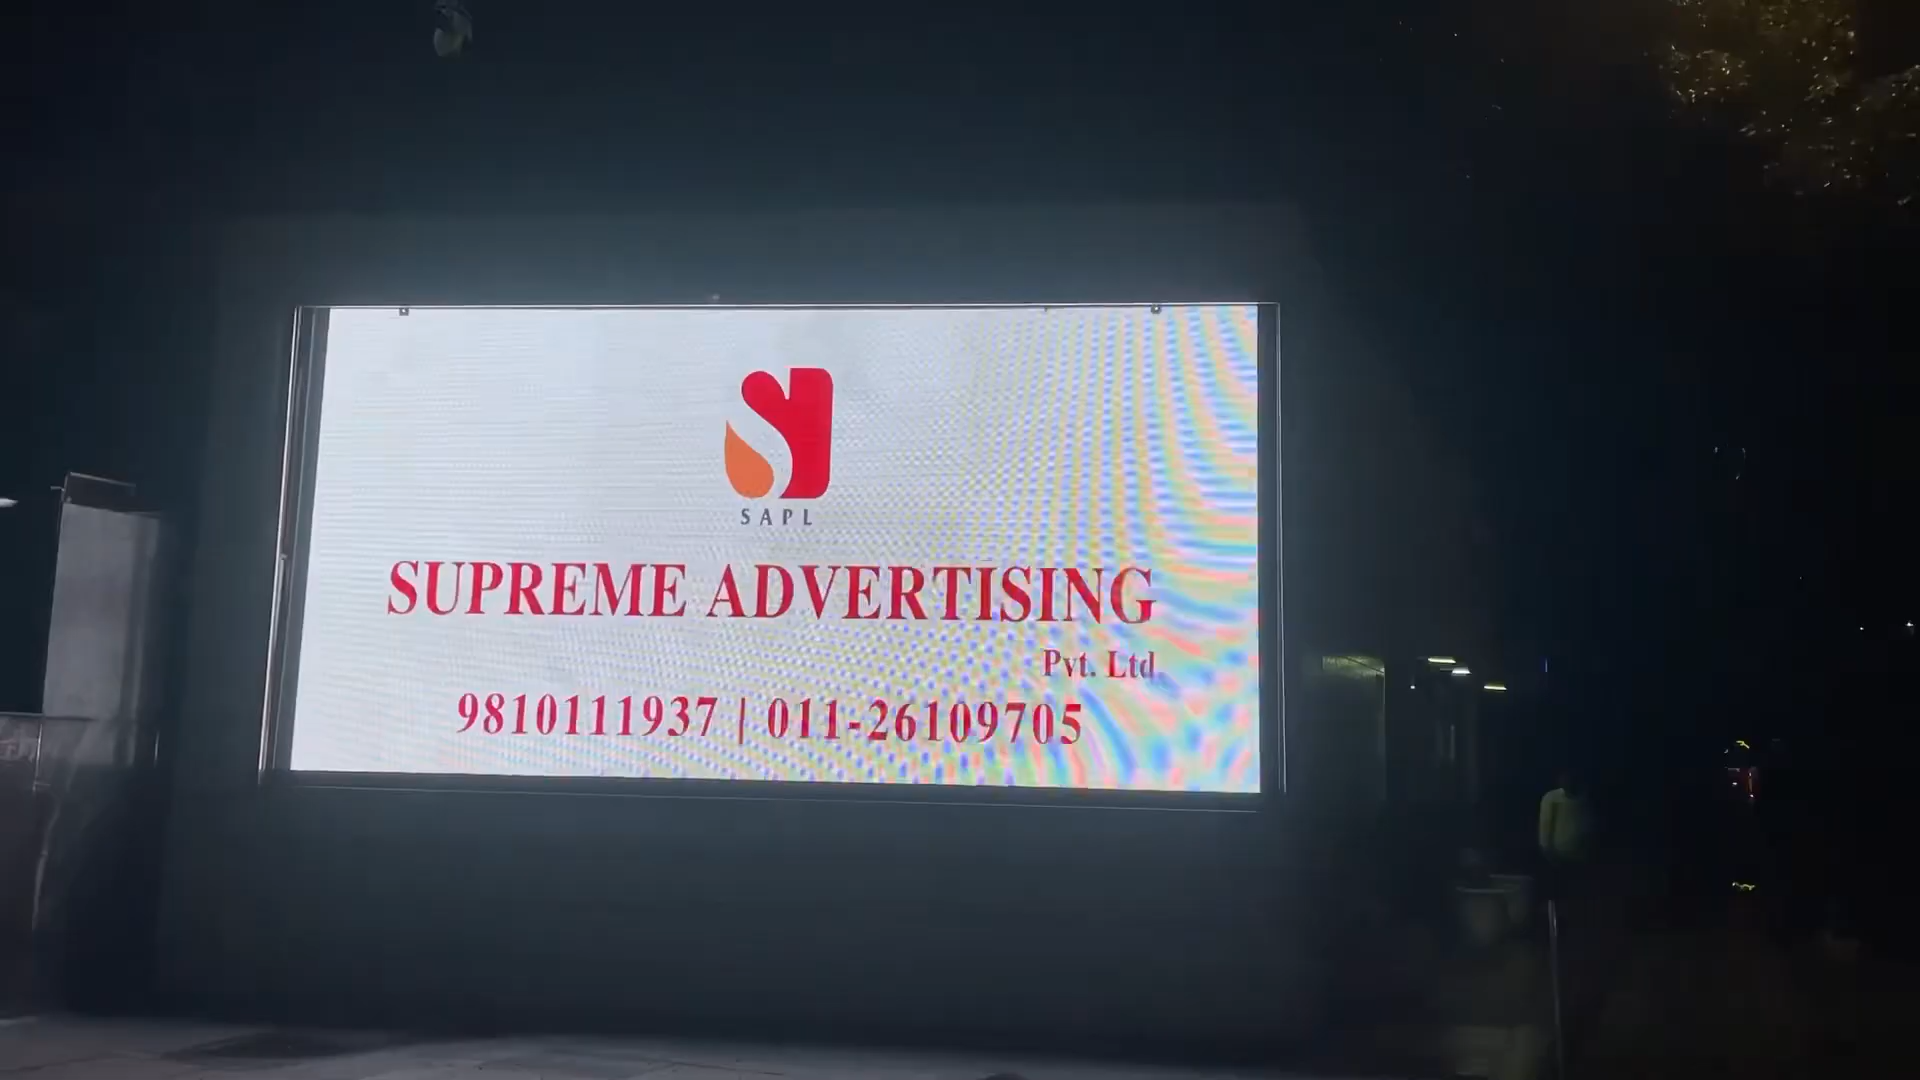 SAPL
SUPREME ADVERTISING
Pvt. Ltd
9810111937 | 011-26109705